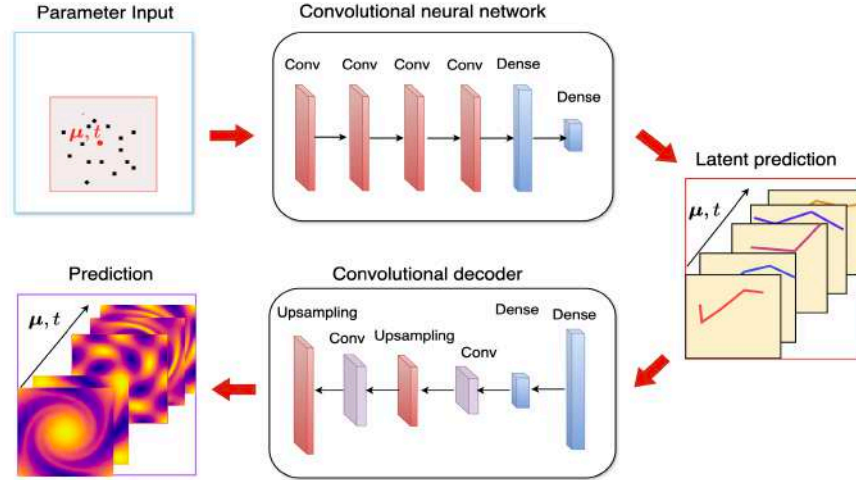 Parameter Input
Convolutional neural network
Conv
Conv
Conv
Conv
Dense
Dense
μ, t
Latent prediction
μ, t
Prediction
Convolutional decoder
μ, t
Upsampling
Conv
Upsampling
Conv
Dense
Dense